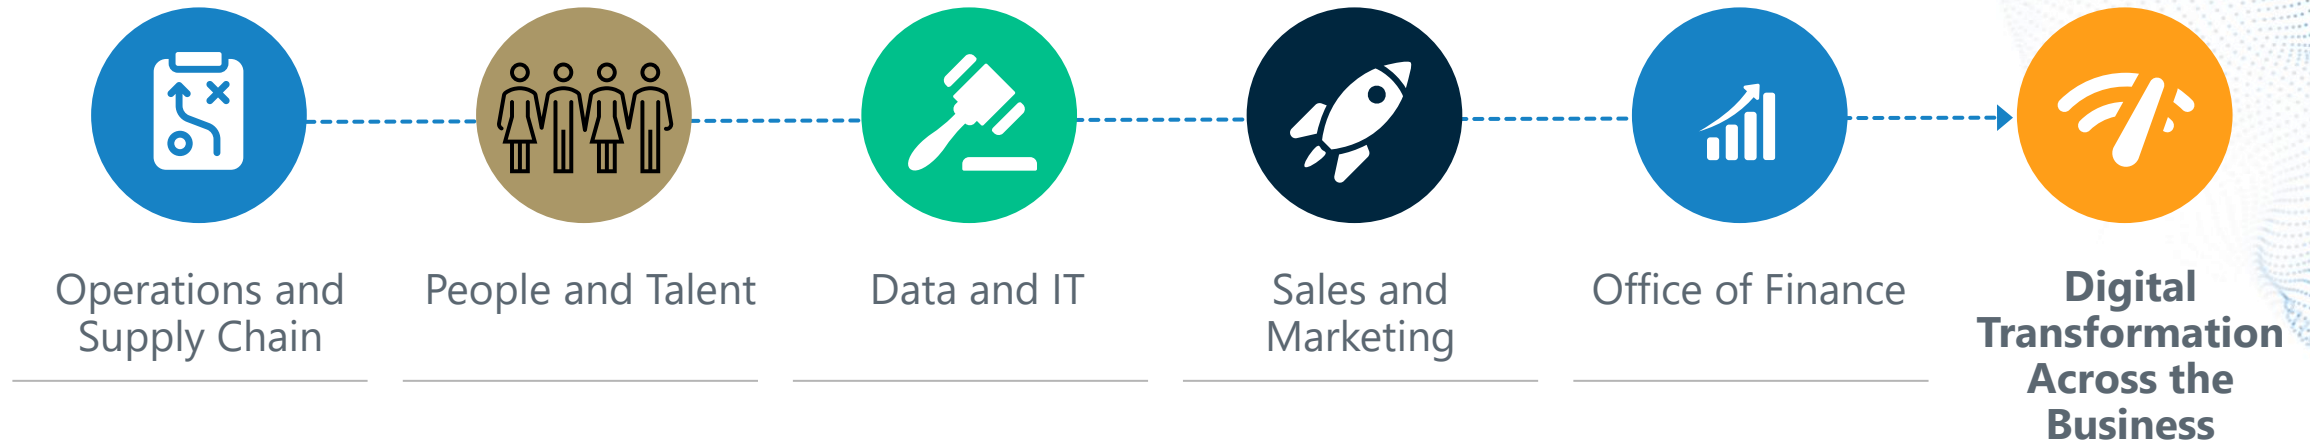 Operations and
Supply Chain
People and Talent
Data and IT
Sales and
Marketing
Office of Finance
Digital
Transformation
Across the
Business